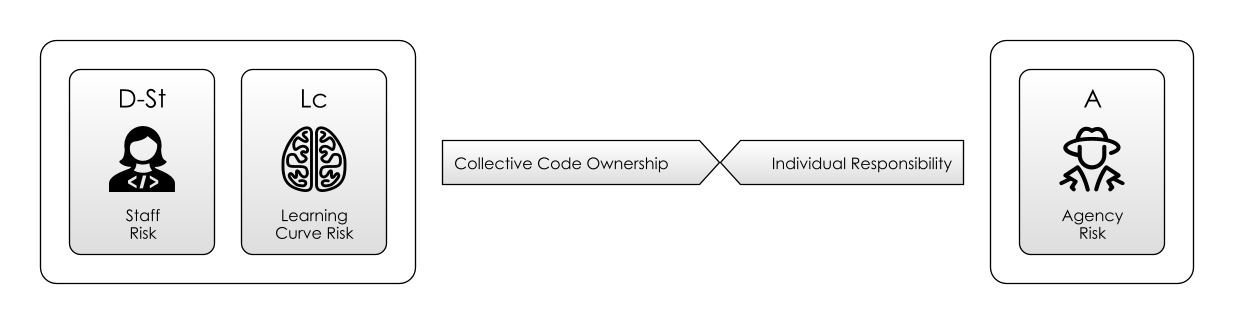 D-St
</>
Staff
Risk
Lc
Learning
Curve Risk
Collective Code Ownership
Individual Responsibility
A
Agency
Risk